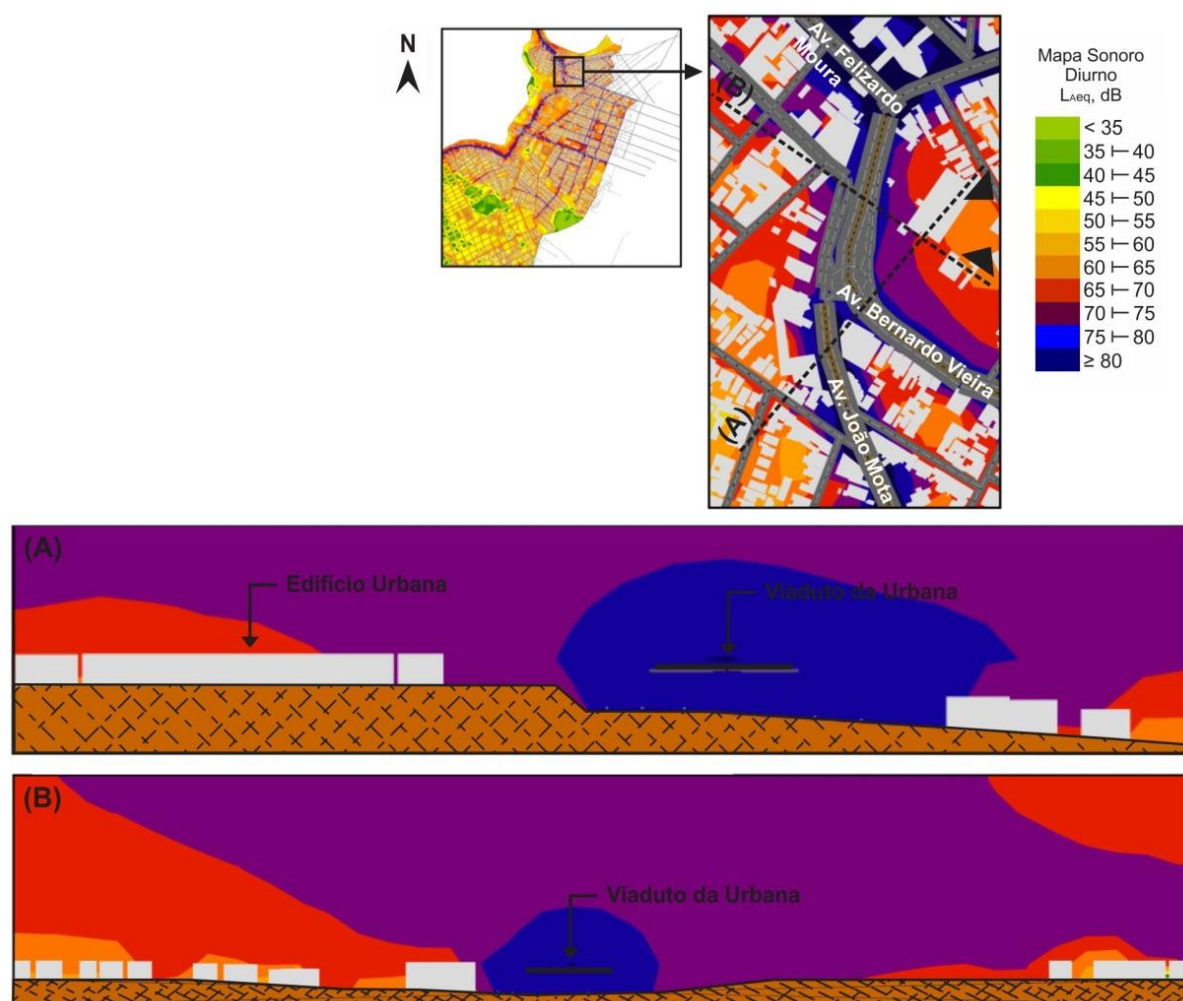 N
Av. Felizardo
Moura
(B)
Av. Bernardo Vieira
(A)
Av. João Mota
Mapa Sonoro
Diurno
LAeq, dB
< 35
35 ⊢ 40
40 ⊢ 45
45 ⊢ 50
50 ⊢ 55
55 ⊢ 60
60 ⊢ 65
65 ⊢ 70
70 ⊢ 75
75 ⊢ 80
≥ 80
(A)
Edificio Urbana
Viaduto da Urbana
(B)
Viaduto da Urbana